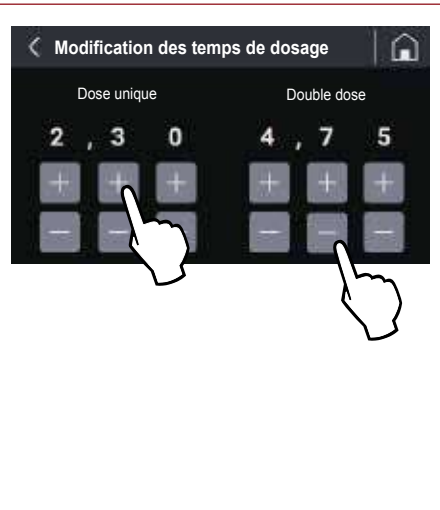 Modification des temps de dosage
Dose unique Double dose
2 , 3 0 4 , 7 5
+ + + + + +
− − − − −